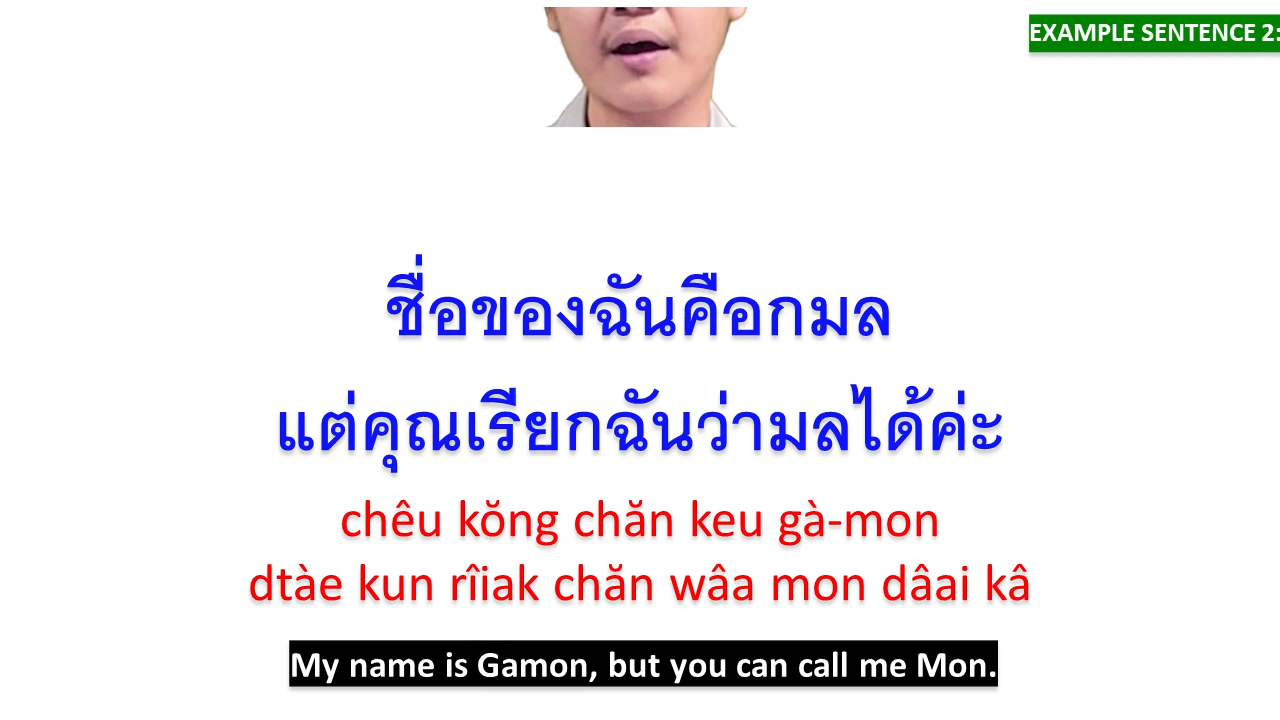 EXAMPLE SENTENCE 2:
ชื่อของฉันคือกมล
แต่คุณเรียกฉันว่ามลได้ค่ะ
chêu kŏng chăn keu gà-mon
dtàe kun rîiak chăn wâa mon dâai kâ
My name is Gamon, but you can call me Mon.